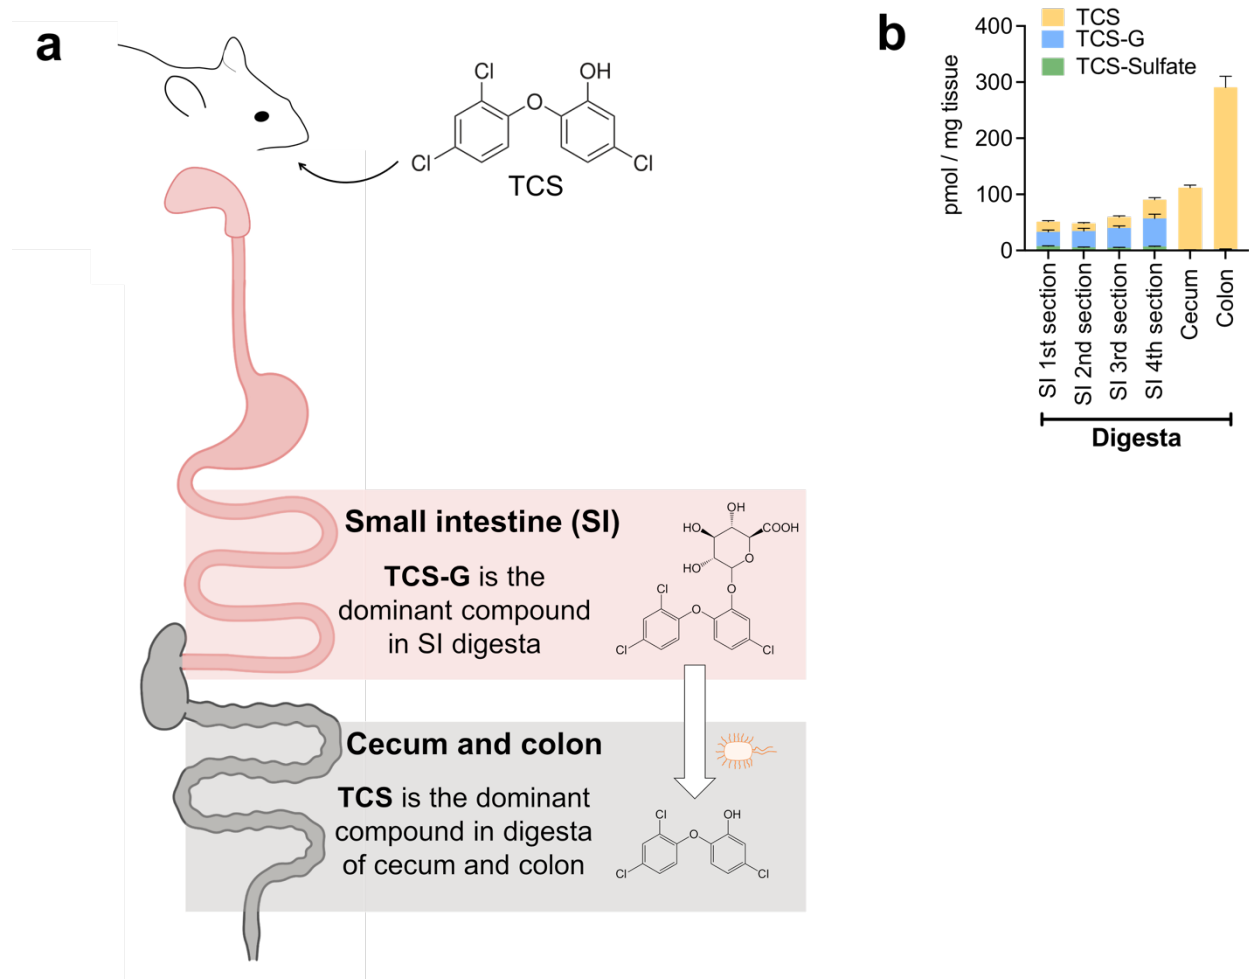 a
Cl
OH
O
Cl
Cl
TCS
Small intestine (SI)
TCS-G is the
dominant compound
in SI digesta
OH
HO
COOH
O
HO
O
Cl
O
Cl
Cl
Cecum and colon
TCS is the dominant
compound in digesta
of cecum and colon
Cl
OH
O
Cl
Cl
b
TCS
TCS-G
TCS-Sulfate
pmol / mg tissue
400
300
200
100
0
SI 1st section
SI 2nd section
SI 3rd section
SI 4th section
Cecum
Colon
Digesta